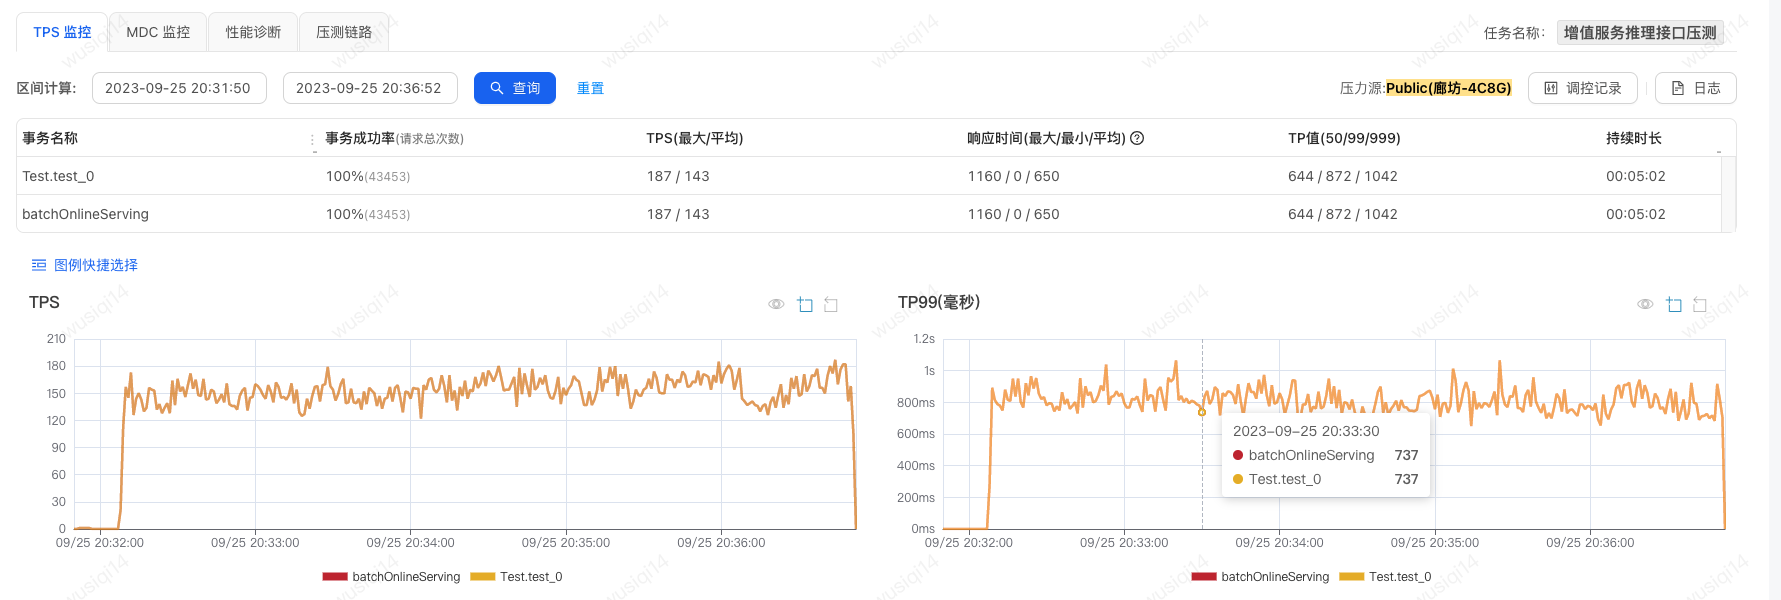 TPS 监控 MDC 监控 性能诊断 压测链路 任务名称: 增值服务推理接口压测
区间计算: 2023-09-25 20:31:50 2023-09-25 20:36:52 查询 重置 压力源:Public(廊坊-4C8G) 调控记录 日志
事务名称 事务成功率(请求总次数) TPS(最大/平均) 响应时间(最大/最小/平均) TP值(50/99/999) 持续时长
Test.test_0 100%(43453) 187 / 143 1160 / 0 / 650 644 / 872 / 1042 00:05:02
batchOnlineServing 100%(43453) 187 / 143 1160 / 0 / 650 644 / 872 / 1042 00:05:02
图例快捷选择
TPS
210
180
150
120
90
60
30
0
09/25 20:32:00 09/25 20:33:00 09/25 20:34:00 09/25 20:35:00 09/25 20:36:00
batchOnlineServing Test.test_0
TP99(毫秒)
1.2s
1s
800ms
600ms
400ms
200ms
0ms
2023-09-25 20:33:30
batchOnlineServing 737
Test.test_0 737
09/25 20:32:00 09/25 20:33:00 09/25 20:34:00 09/25 20:35:00 09/25 20:36:00
batchOnlineServing Test.test_0
wusiqi14